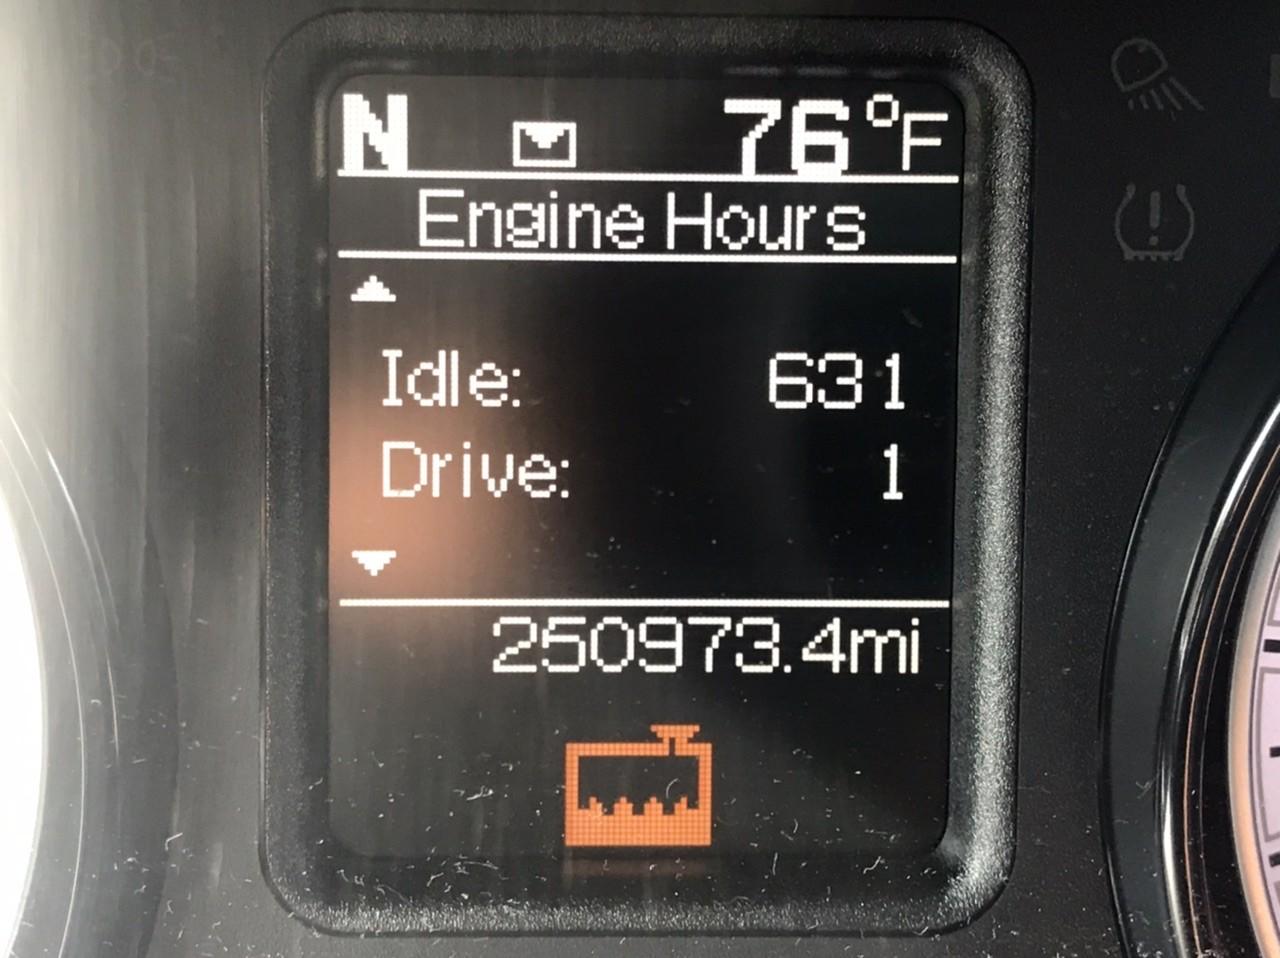 N 76°F
Engine Hours
Idle: 631
Drive: 1
250973.4mi